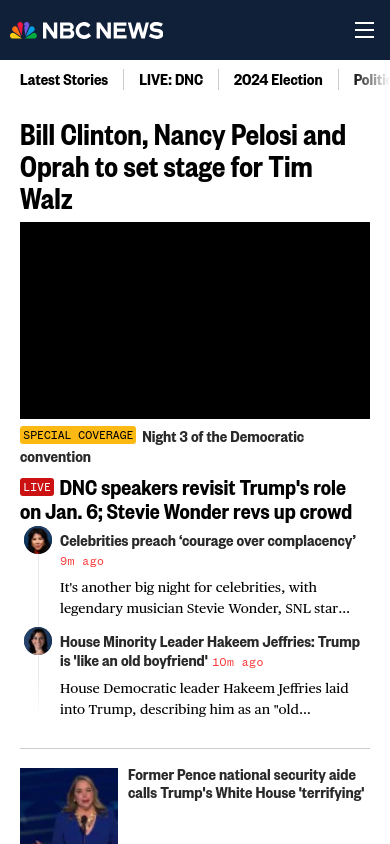 NBC NEWS
Latest Stories
LIVE: DNC
2024 Election
Bill Clinton, Nancy Pelosi and
Oprah to set stage for Tim
Walz
SPECIAL COVERAGE Night 3 of the Democratic
convention
LIVE DNC speakers revisit Trump's role
on Jan. 6; Stevie Wonder revs up crowd
Celebrities preach ‘courage over complacency’
9m ago
It's another big night for celebrities, with
legendary musician Stevie Wonder, SNL star...
House Minority Leader Hakeem Jeffries: Trump
is 'like an old boyfriend' 10m ago
House Democratic leader Hakeem Jeffries laid
into Trump, describing him as an "old...
Former Pence national security aide
calls Trump's White House 'terrifying'